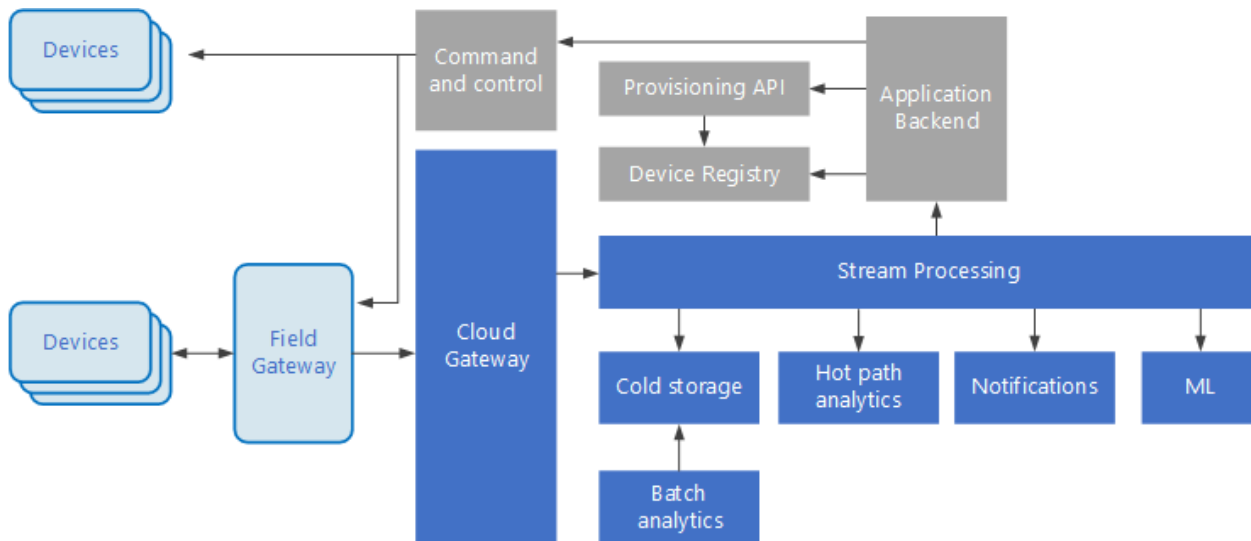 Devices
Command
and control
Provisioning API
Application
Backend
Device Registry
Stream Processing
Devices
Field
Gateway
Cloud
Gateway
Cold storage
Hot path
analytics
Notifications
ML
Batch
analytics